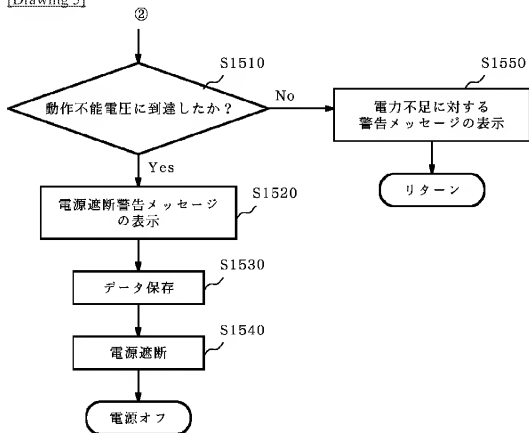 [Drawing 5]
②
S1510
動作不能電圧に到達したか？
No
S1550
電力不足に対する
警告メッセージの表示
リターン
Yes
S1520
電源遮断警告メッセージ
の表示
S1530
データ保存
S1540
電源遮断
電源オフ